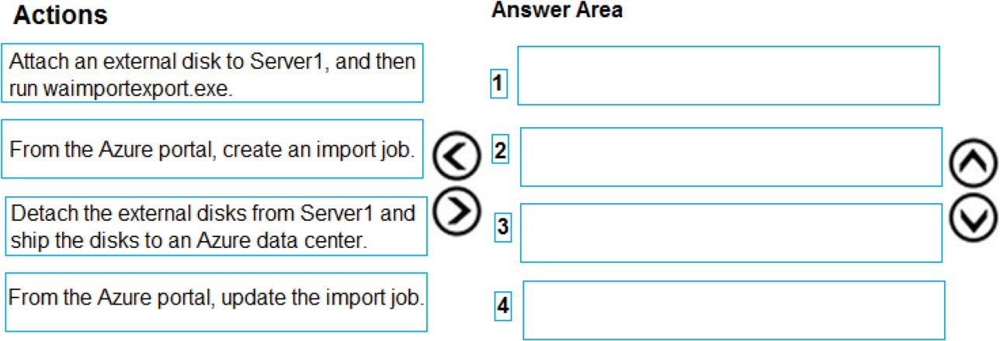 Actions
Attach an external disk to Server1, and then
run waimportexport.exe.
From the Azure portal, create an import job.
Detach the external disks from Server1 and
ship the disks to an Azure data center.
From the Azure portal, update the import job.
Answer Area
1
2
3
4